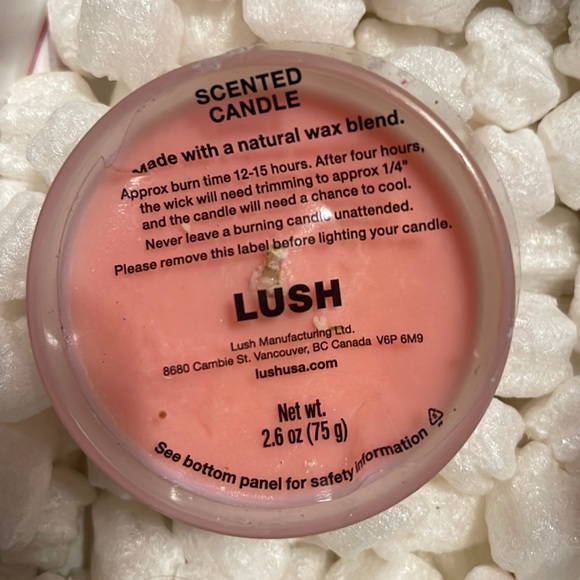 SCENTED
CANDLE
Made with a natural wax blend.
Approx burn time 12-15 hours. After four hours,
the wick will need trimming to approx 1/4"
and the candle will need a chance to cool.
Never leave a burning candle unattended.
Please remove this label before lighting your candle.
LUSH
Lush Manufacturing Ltd.
8680 Cambie St. Vancouver, BC Canada V6P 6M9
lushusa.com
Net wt.
2.6 oz (75 g)
See bottom panel for safety information